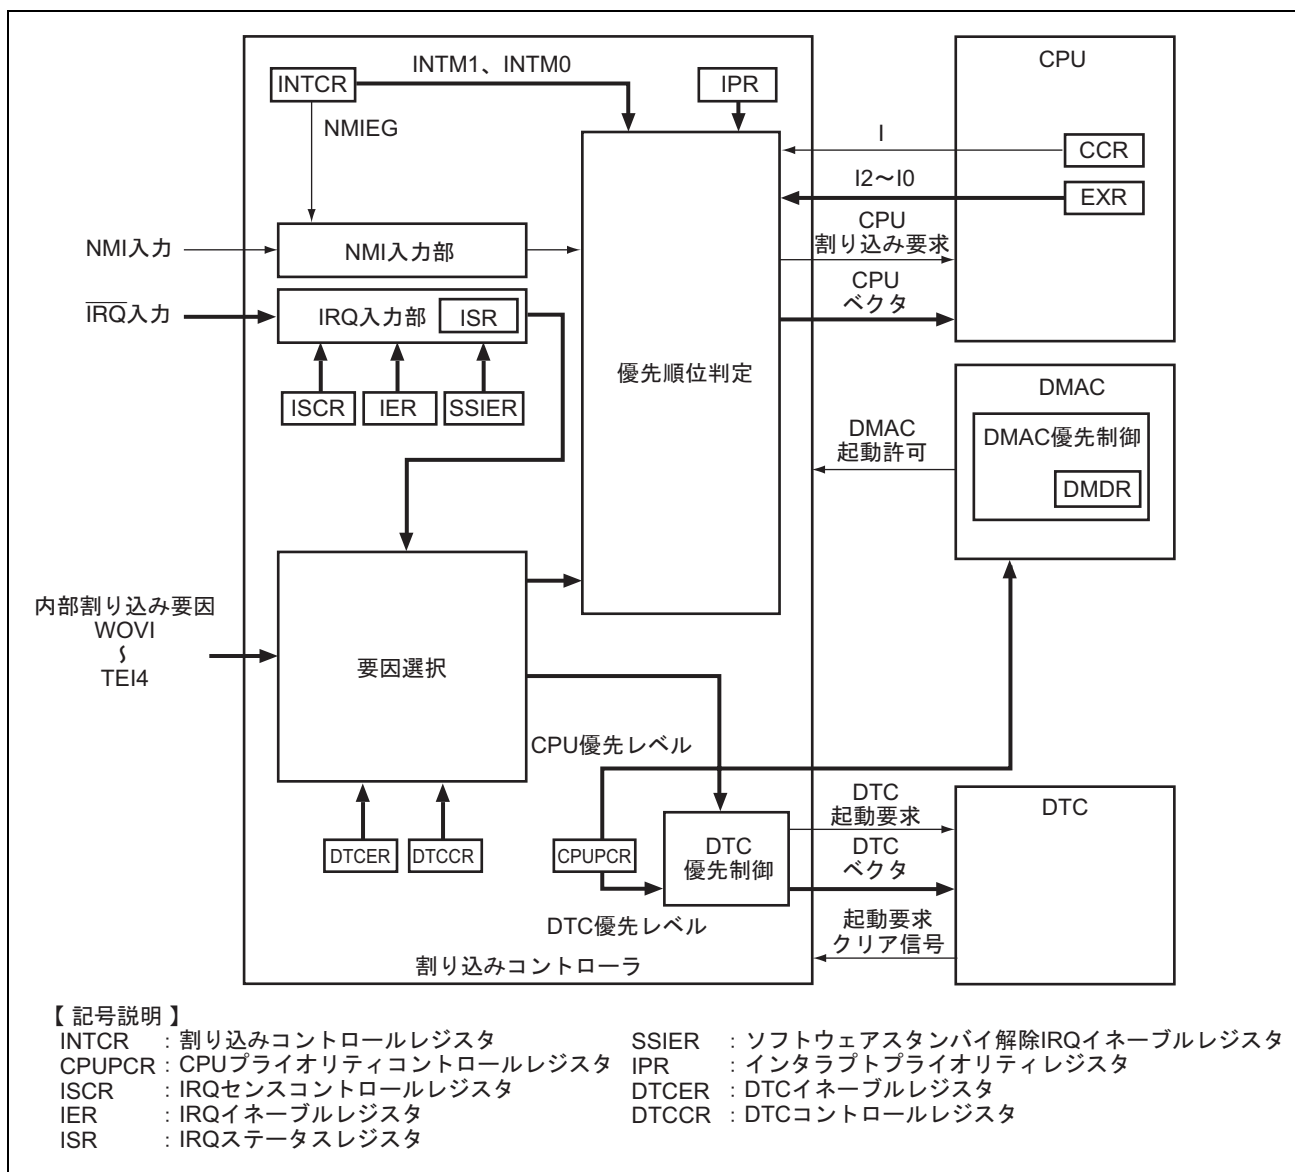 INTCR
INTM1、INTM0
IPR
NMIEG
CPU
I
CCR
I2～I0
EXR
CPU
割り込み要求
CPU
ベクタ
NMI入力
NMI入力部
IRQ入力
IRQ入力部
ISR
ISCR
IER
SSIER
優先順位判定
DMAC
DMAC優先制御
DMDR
DMAC
起動許可
内部割り込み要因
WOVI
～
TEI4
要因選択
CPU優先レベル
DTCER
DTCCR
CPUPCR
DTC
優先制御
DTC優先レベル
DTC
起動要求
DTC
ベクタ
起動要求
クリア信号
DTC
割り込みコントローラ
【 記号説明 】
INTCR : 割り込みコントロールレジスタ
CPUPCR : CPUプライオリティコントロールレジスタ
ISCR : IRQセンスコントロールレジスタ
IER : IRQイネーブルレジスタ
ISR : IRQステータスレジスタ
SSIER : ソフトウェアスタンバイ解除IRQイネーブルレジスタ
IPR : インタラプトプライオリティレジスタ
DTCER : DTCイネーブルレジスタ
DTCCR : DTCコントロールレジスタ